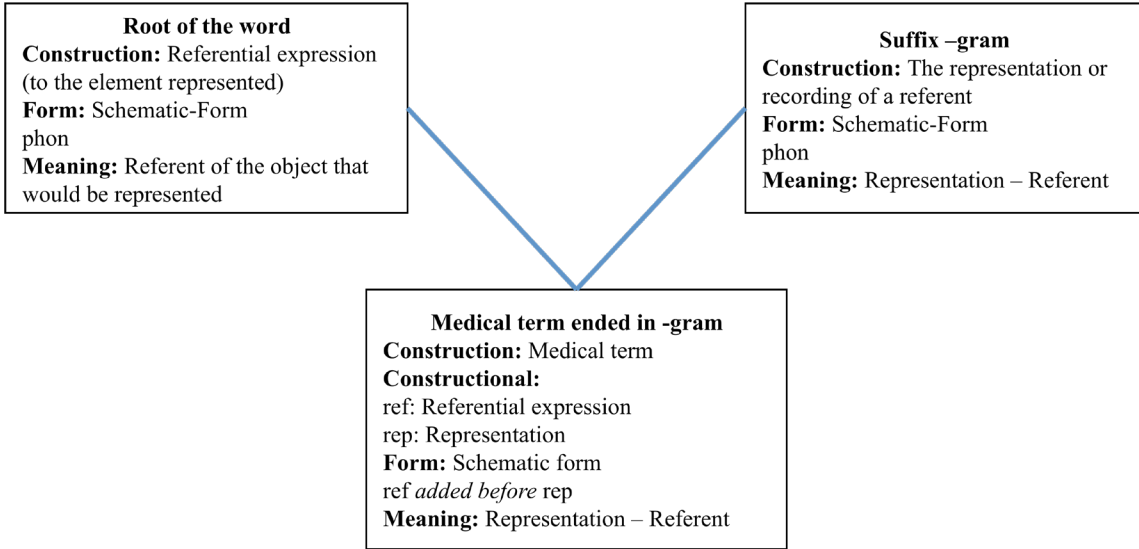 Root of the word
Construction: Referential expression
(to the element represented)
Form: Schematic-Form
phon
Meaning: Referent of the object that
would be represented
Suffix –gram
Construction: The representation or
recording of a referent
Form: Schematic-Form
phon
Meaning: Representation – Referent
Medical term ended in -gram
Construction: Medical term
Constructional:
ref: Referential expression
rep: Representation
Form: Schematic form
ref added before rep
Meaning: Representation – Referent